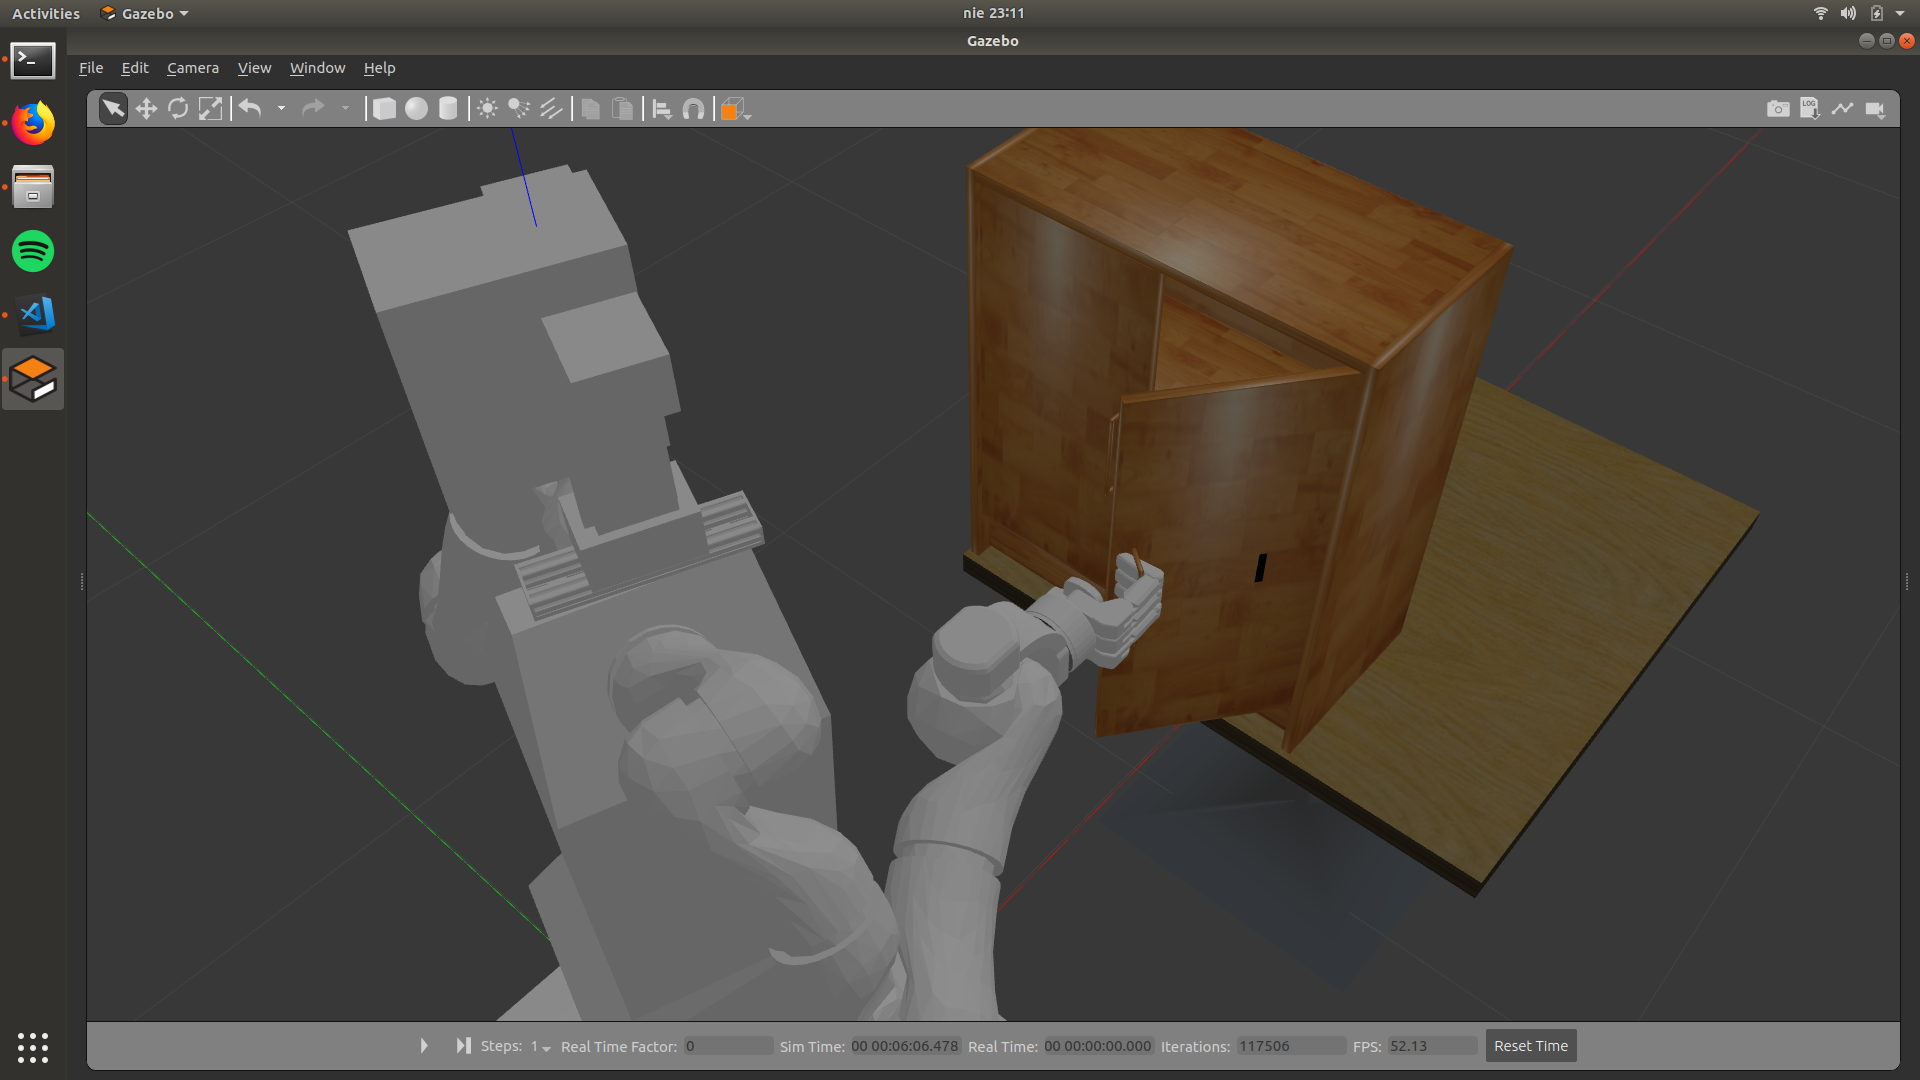 Activities Gazebo nie 23:11
Gazebo
File Edit Camera View Window Help
LOG
Steps: 1 Real Time Factor: 0 Sim Time: 00 00:06:06.478 Real Time: 00 00:00:00.000 Iterations: 117506 FPS: 52.13 Reset Time